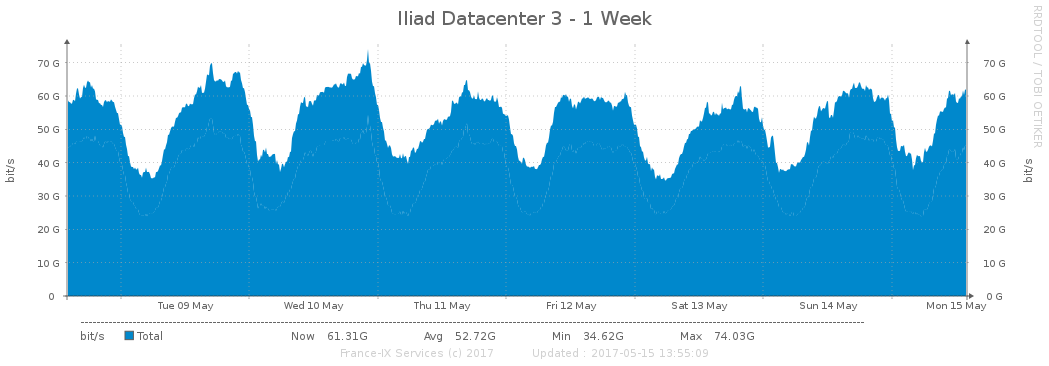 Iliad Datacenter 3 - 1 Week
RRDTOOL / TOBI OETIKER
70 G 70 G
60 G 60 G
50 G 50 G
40 G 40 G
30 G 30 G
20 G 20 G
10 G 10 G
0 0 G
bit/s bit/s
Tue 09 May Wed 10 May Thu 11 May Fri 12 May Sat 13 May Sun 14 May Mon 15 May
bit/s Total Now 61.31G Avg 52.72G Min 34.62G Max 74.03G
France-IX Services (c) 2017 Updated : 2017-05-15 13:55:09